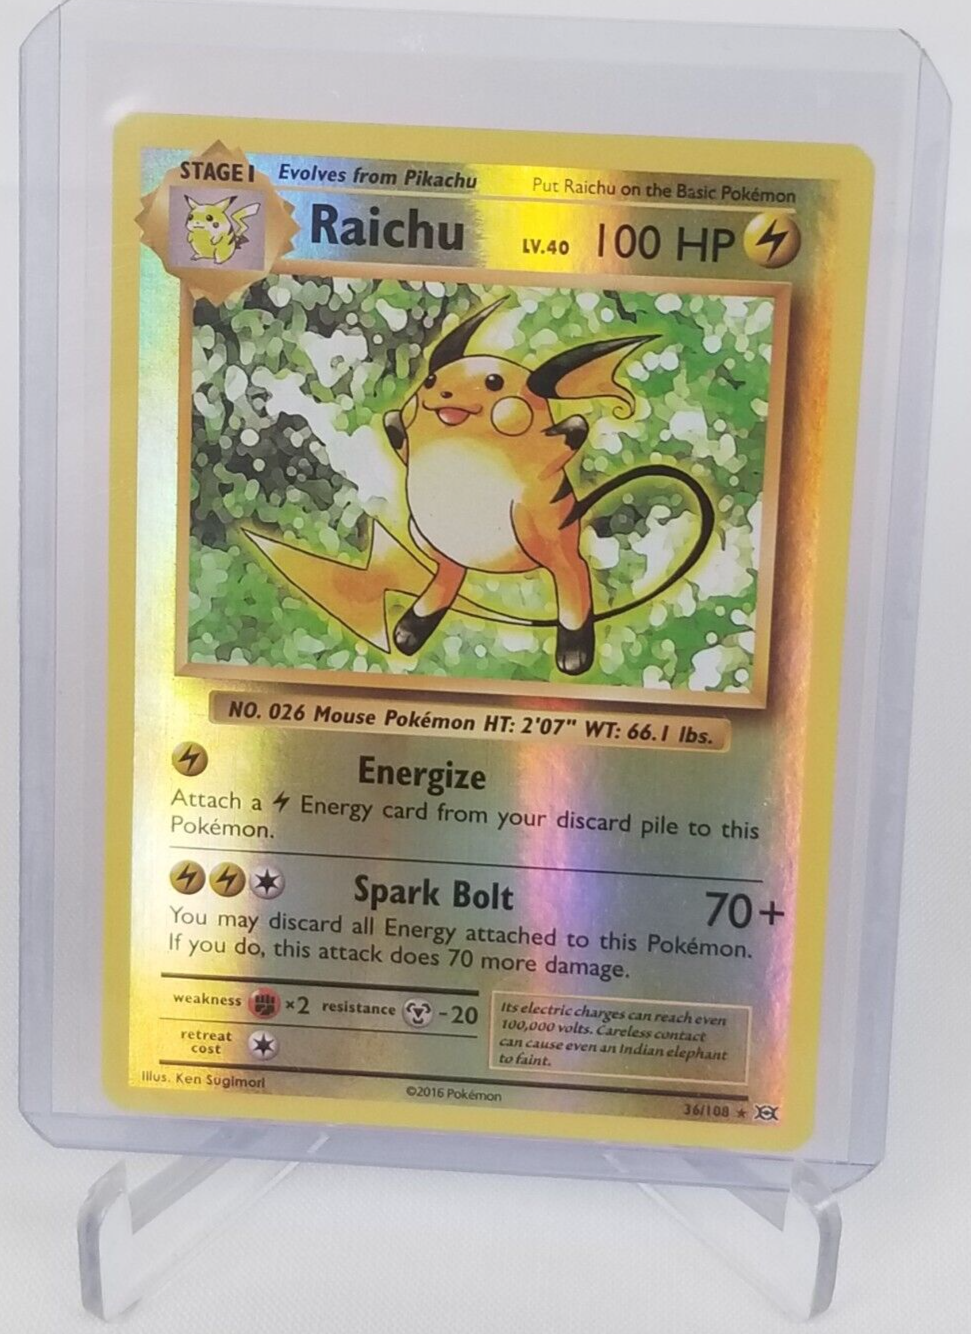 STAGE 1 Evolves from Pikachu Put Raichu on the Basic Pokémon
Raichu LV.40 100 HP
NO. 026 Mouse Pokémon HT: 2'07" WT: 66.1 lbs.
Energize
Attach a Energy card from your discard pile to this
Pokémon.
Spark Bolt 70+
You may discard all Energy attached to this Pokémon.
If you do, this attack does 70 more damage.
weakness ×2 resistance -20
retreat
cost
Its electric charges can reach even
100,000 volts. Careless contact
can cause even an Indian elephant
to faint.
Illus. Ken Sugimori
©2016 Pokémon
36/108 ★